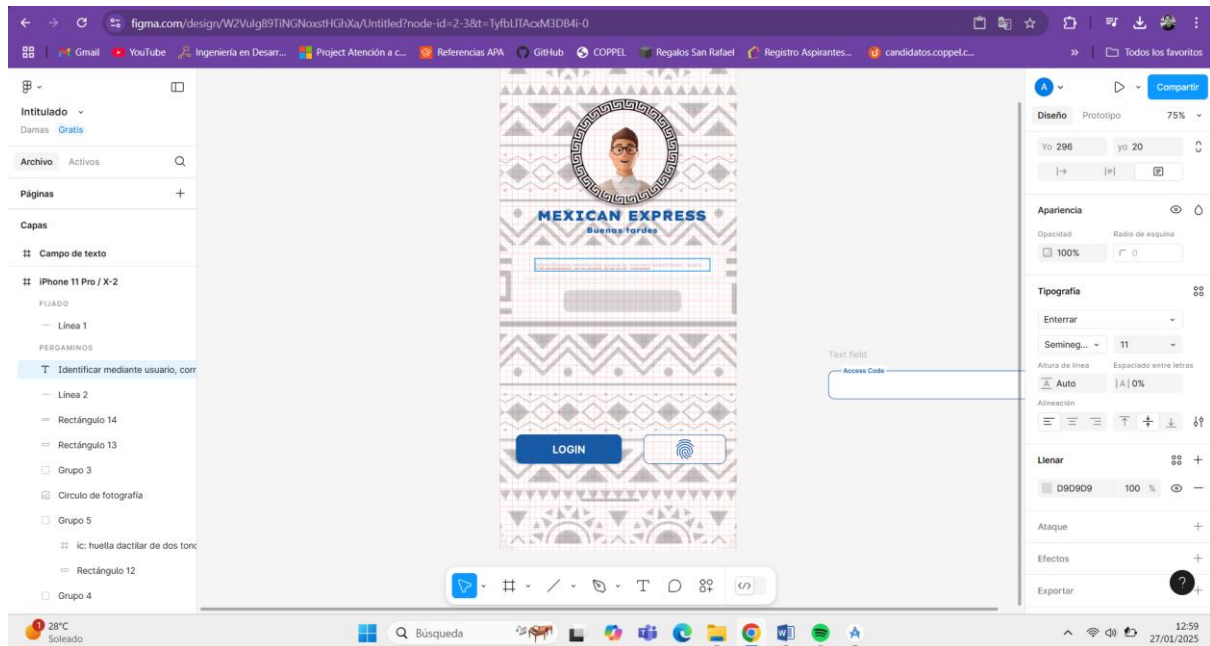 figma.com/design/W2VuIg89TiNGNoxstHGhXa/Untitled?node-id=2-3&t=TyfbLITAcxM3DB4i-0
Gmail
YouTube
Ingeniería en Desarr...
Project Atención a c...
Referencias APA
GitHub
COPPEL
Regalos San Rafael
Registro Aspirantes...
candidatos.coppel.c...
»
Todos los favoritos
Intitulado
Damas Gratis
Archivo Activos
Páginas
Capas
Campo de texto
iPhone 11 Pro / X-2
FIJADO
Línea 1
PERGAMINOS
Identificar mediante usuario, corr
Línea 2
Rectángulo 14
Rectángulo 13
Grupo 3
Circulo de fotografía
Grupo 5
ic: huella dactilar de dos tono
Rectángulo 12
Grupo 4
MEXICAN EXPRESS
Buenas tardes
LOGIN
Text field
Access Code
A
Compartir
Diseño Prototipo 75%
Yo 296 yo 20
Apariencia
Opacidad Radio de esquina
100% 0
Tipografía
Enterrar
Semineg... 11
Altura de línea Espaciado entre letras
Auto 0%
Alineación
Llenar
D9D9D9 100 %
Ataque
Efectos
Exportar
?
1
28°C
Soleado
Búsqueda
12:59
27/01/2025